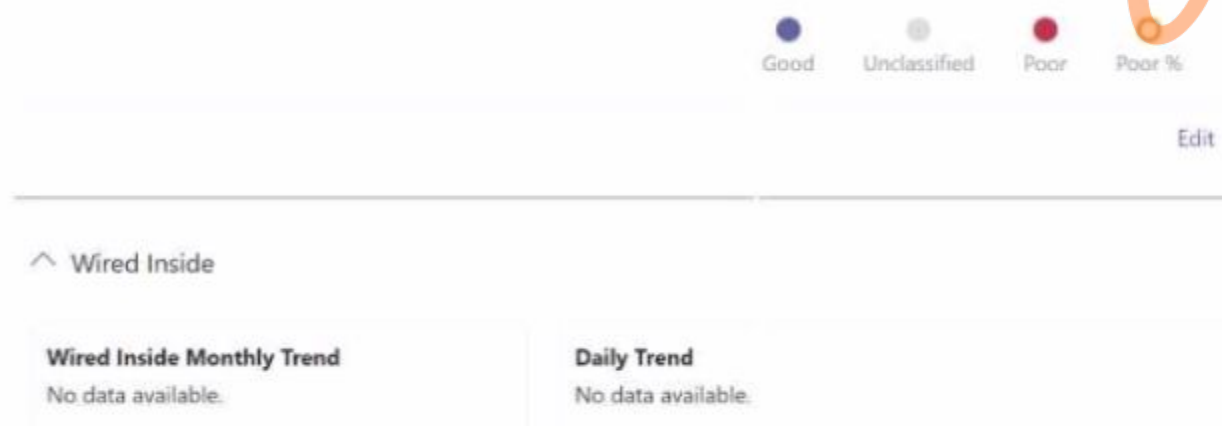 Good Unclassified Poor Poor %
Edit
Wired Inside
Wired Inside Monthly Trend Daily Trend
No data available. No data available.